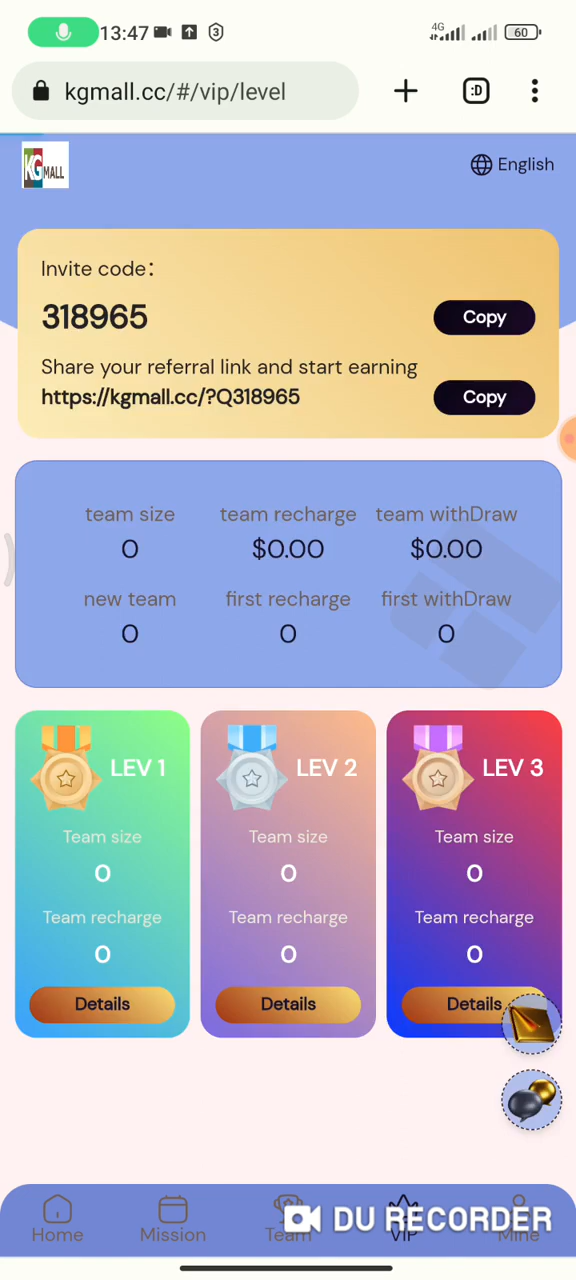 13:47
3
4G
60
kgmall.cc/#/vip/level
:D
KG MALL
English
Invite code:
318965
Copy
Share your referral link and start earning
https://kgmall.cc/?Q318965
Copy
team size
team recharge
team withDraw
0
$0.00
$0.00
new team
first recharge
first withDraw
0
0
0
LEV 1
LEV 2
LEV 3
Team size
Team size
Team size
0
0
0
Team recharge
Team recharge
Team recharge
0
0
0
Details
Details
Details
DU RECORDER
Home
Mission
Team
VIP
Mine